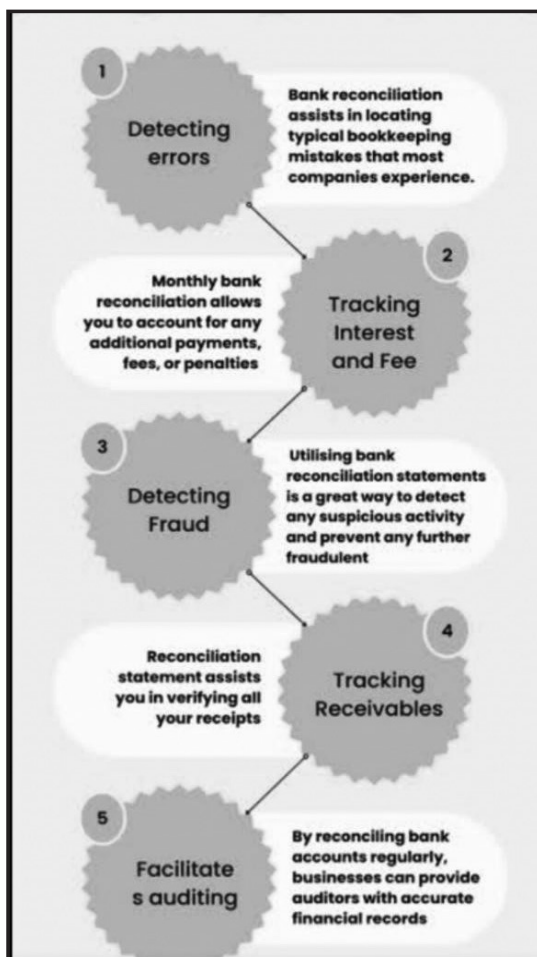 1
Detecting
errors
Bank reconciliation
assists in locating
typical bookkeeping
mistakes that most
companies experience.
2
Tracking
Interest
and Fee
Monthly bank
reconciliation allows
you to account for any
additional payments,
fees, or penalties
3
Detecting
Fraud
Utilising bank
reconciliation statements
is a great way to detect
any suspicious activity
and prevent any further
fraudulent
4
Tracking
Receivables
Reconciliation
statement assists
you in verifying all
your receipts
5
Facilitate
s auditing
By reconciling bank
accounts regularly,
businesses can provide
auditors with accurate
financial records